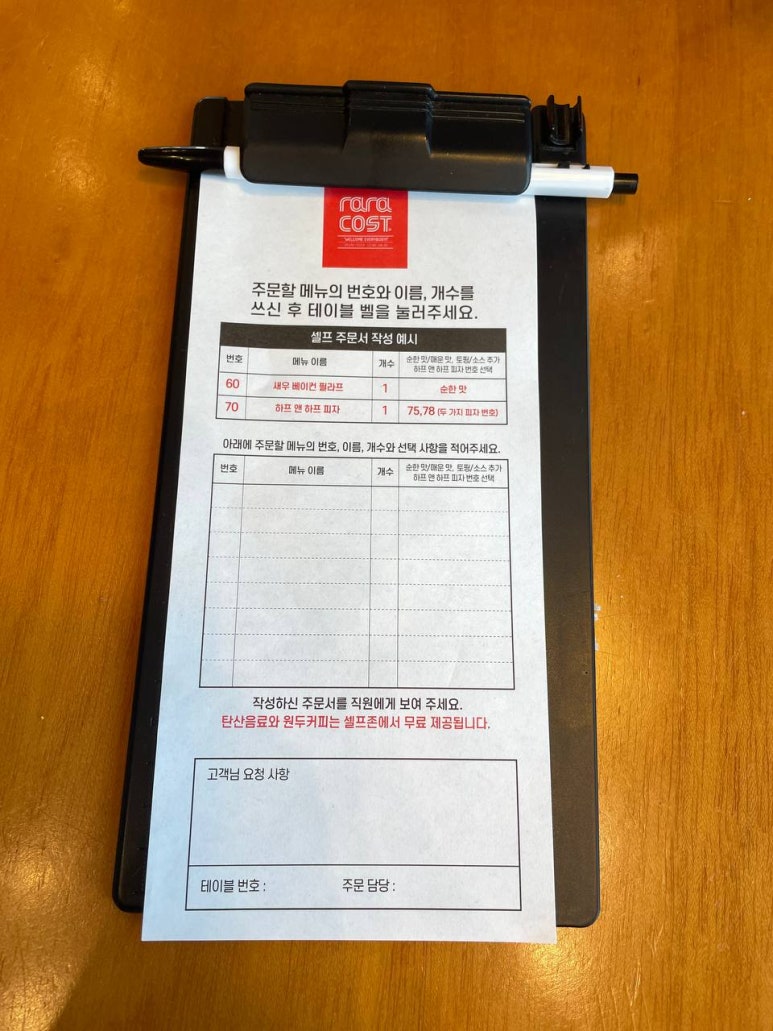 rara
COST
"WELCOME EVERYBODY!"
주문할 메뉴의 번호와 이름, 개수를
쓰신 후 테이블 벨을 눌러주세요.
셀프 주문서 작성 예시
번호 메뉴 이름 개수 순한 맛/매운 맛, 토핑/소스 추가
하프 앤 하프 피자 번호 선택
60 새우 베이컨 필라프 1 순한 맛
70 하프 앤 하프 피자 1 75,78 (두 가지 피자 번호)
아래에 주문할 메뉴의 번호, 이름, 개수와 선택 사항을 적어주세요.
번호 메뉴 이름 개수 순한 맛/매운 맛, 토핑/소스 추가
하프 앤 하프 피자 번호 선택
작성하신 주문서를 직원에게 보여 주세요.
탄산음료와 원두커피는 셀프존에서 무료 제공됩니다.
고객님 요청 사항
테이블 번호 : 주문 담당 :